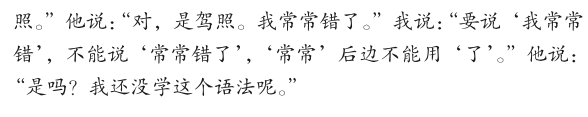 照。”他说：“对，是驾照。我常常错了。”我说：“要说‘我常常
错’，不能说‘常常错了’，‘常常’后边不能用‘了’。”他说：
“是吗？我还没学这个语法呢。”